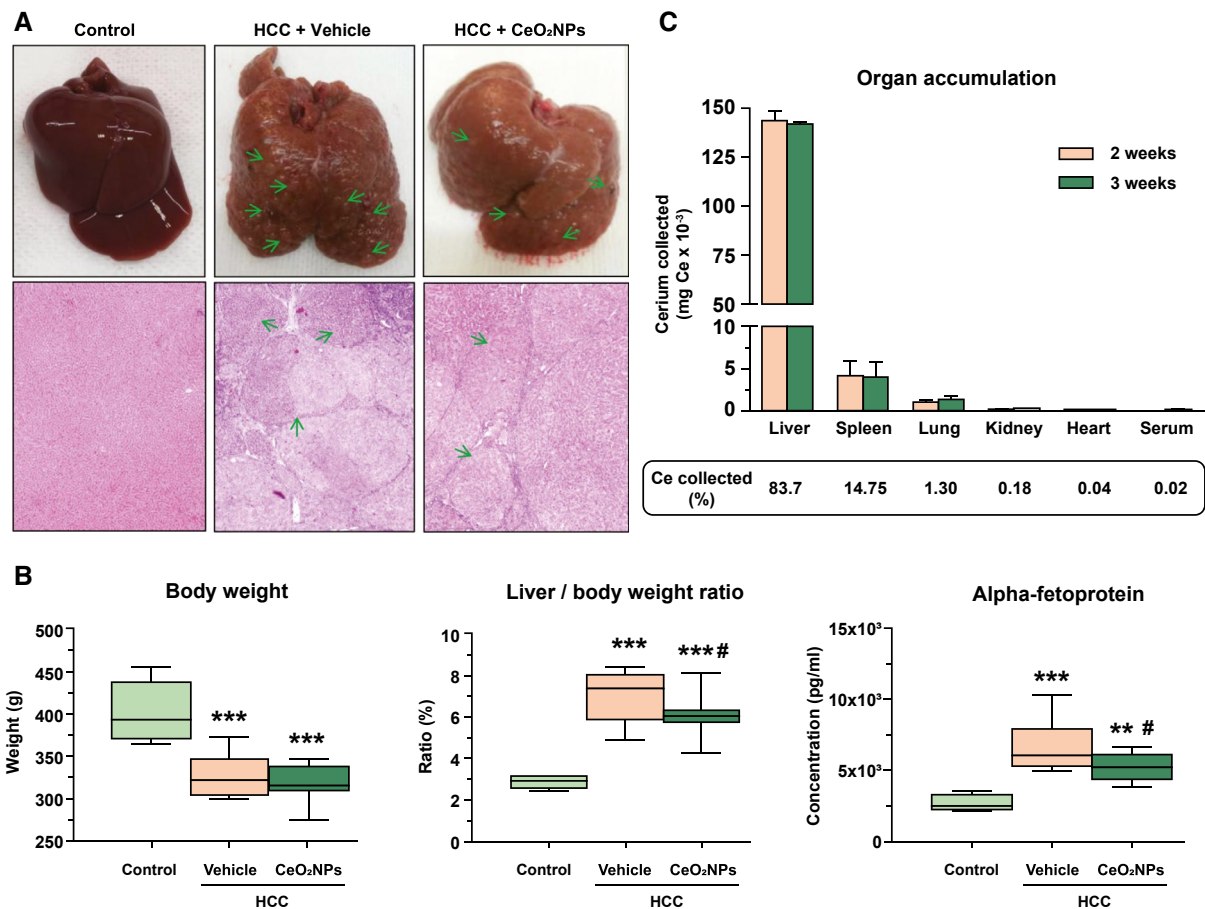 A
Control
HCC + Vehicle
HCC + CeO₂NPs
C
Organ accumulation
Cerium collected
(mg Ce x 10⁻³)
150
125
100
75
50
10
5
0
2 weeks
3 weeks
Liver
Spleen
Lung
Kidney
Heart
Serum
Ce collected
(%)
83.7
14.75
1.30
0.18
0.04
0.02
B
Body weight
Weight (g)
500
450
400
350
300
250
***
***
Control
Vehicle
CeO₂NPs
HCC
Liver / body weight ratio
Ratio (%)
10
8
6
4
2
0
***
***#
Control
Vehicle
CeO₂NPs
HCC
Alpha-fetoprotein
Concentration (pg/ml)
15x10³
10x10³
5x10³
0
***
** #
Control
Vehicle
CeO₂NPs
HCC